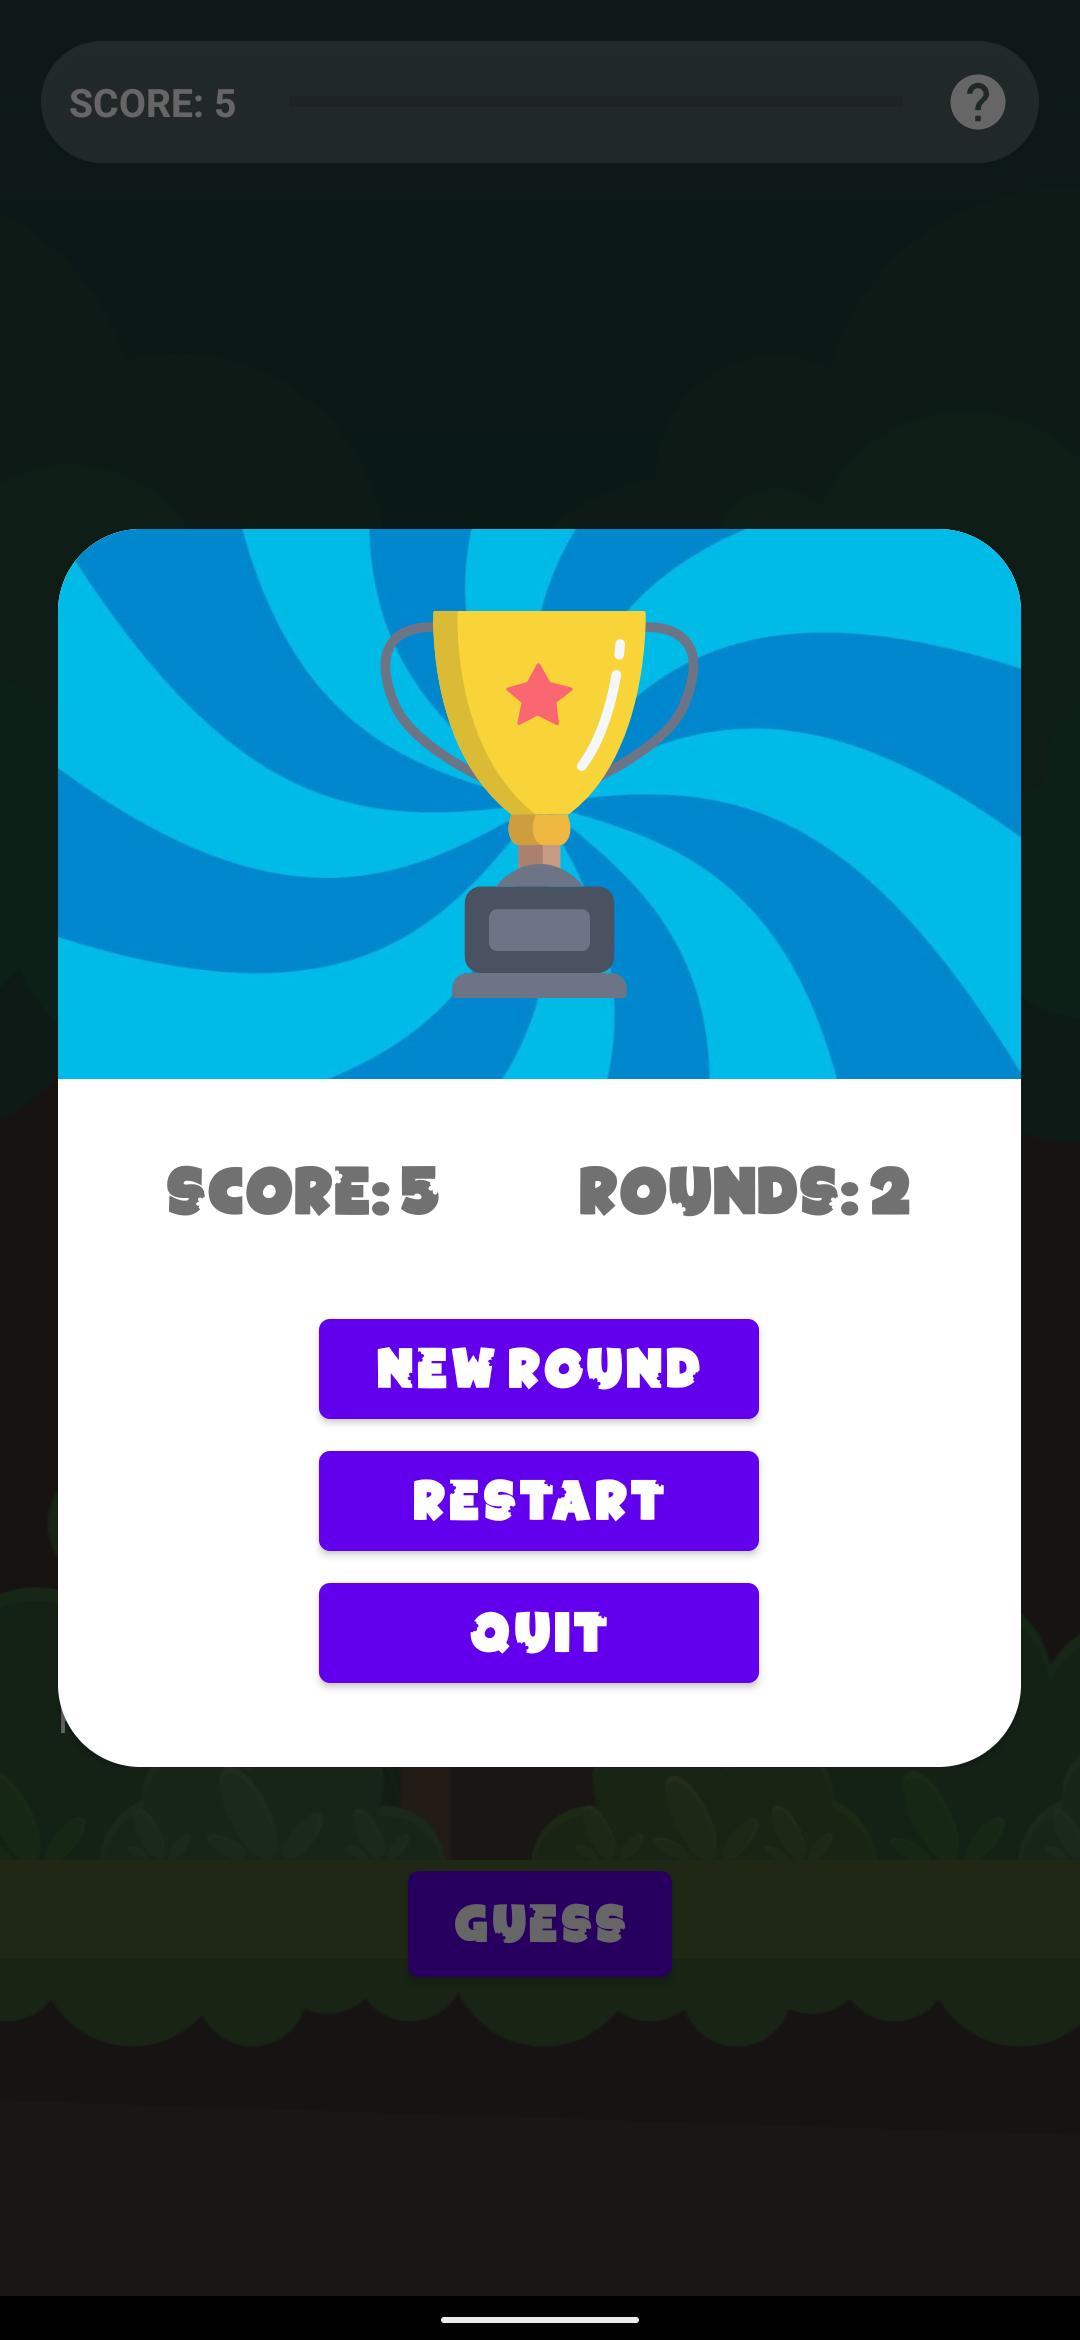 SCORE: 5
SCORE: 5 ROUNDS: 2
NEW ROUND
RESTART
QUIT
GUESS